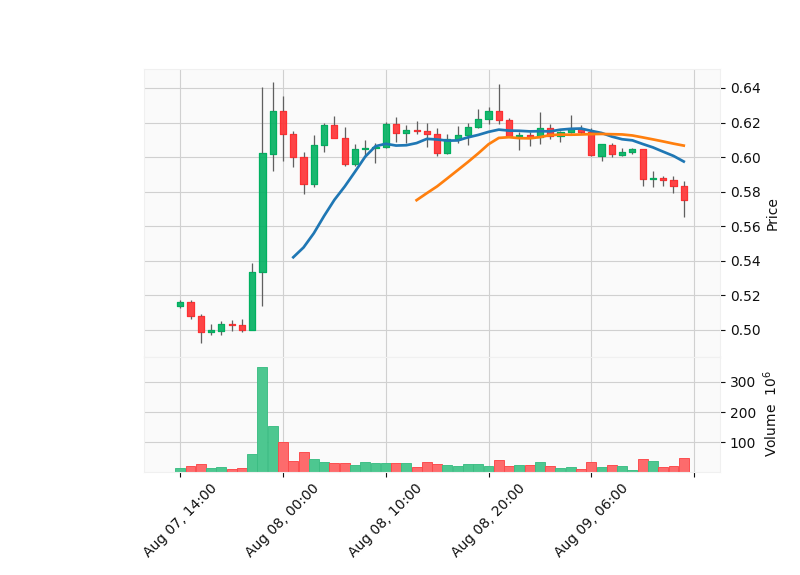 0.64
0.62
0.60
0.58
0.56
0.54
0.52
0.50
Price
300
200
100
Volume 10^6
Aug 07, 14:00
Aug 08, 00:00
Aug 08, 10:00
Aug 08, 20:00
Aug 09, 06:00